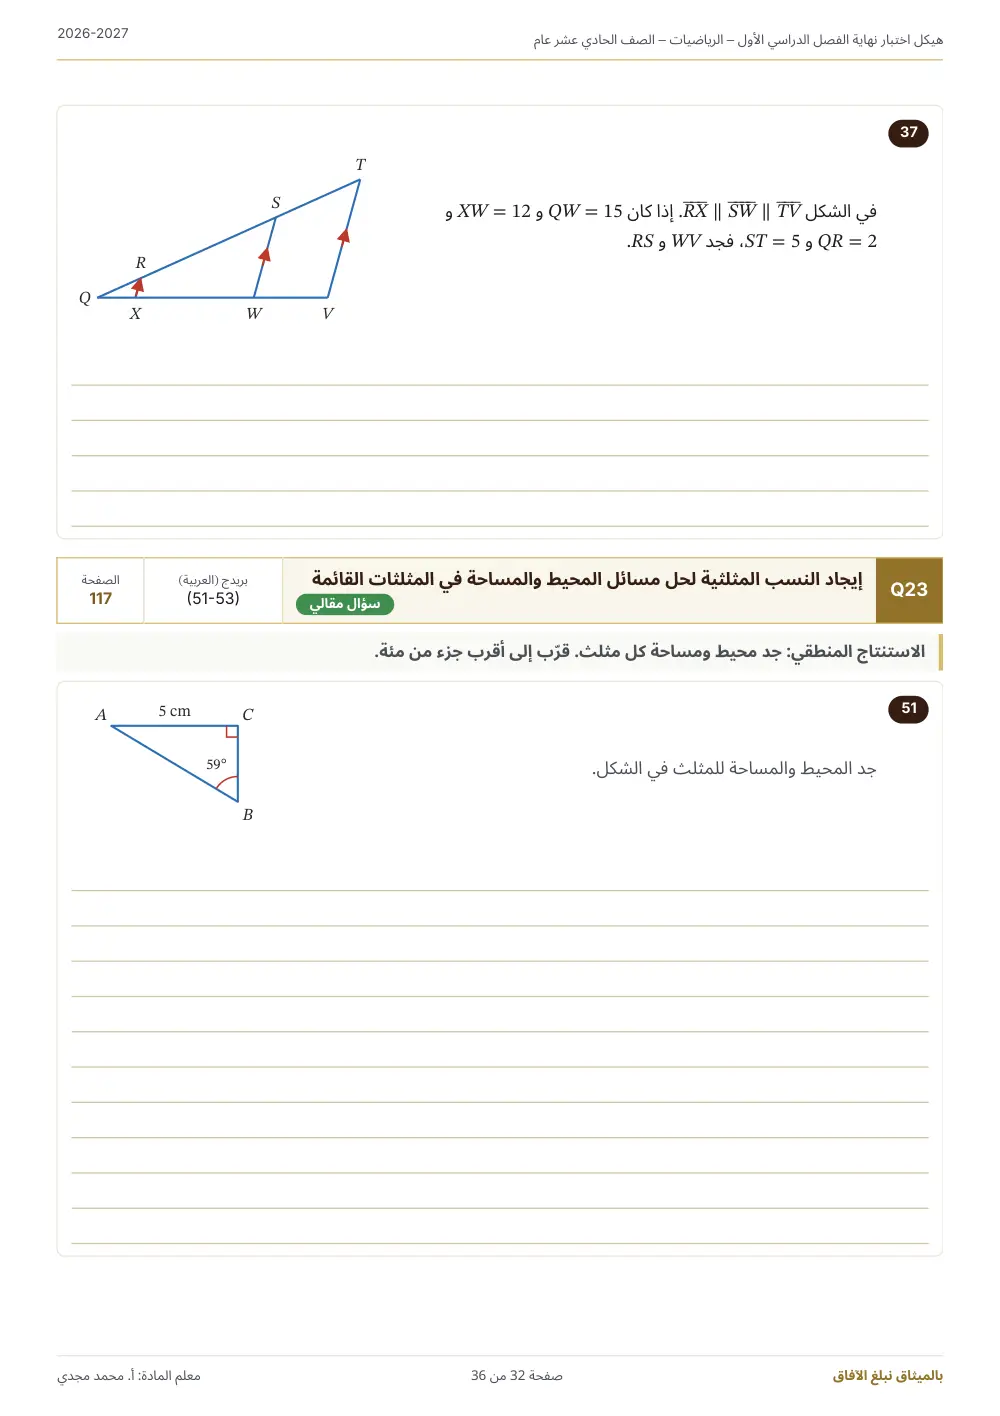 هيكل اختبار نهاية الفصل الدراسي الأول – الرياضيات – الصف الحادي عشر عام
2026-2027
37
في الشكل RX ∥ SW ∥ TV. إذا كان QW = 15 و XW = 12 و
QR = 2 و ST = 5، فجد WV و RS.
T
S
R
Q
X
W
V
Q23
إيجاد النسب المثلثية لحل مسائل المحيط والمساحة في المثلثات القائمة
سؤال مقالي
بريدج (العربية)
(51-53)
الصفحة
117
الاستنتاج المنطقي: جد محيط ومساحة كل مثلث. قرّب إلى أقرب جزء من مئة.
51
جد المحيط والمساحة للمثلث في الشكل.
A
5 cm
C
59°
B
بالميثاق نبلغ الآفاق
صفحة 32 من 36
معلم المادة: أ. محمد مجدي